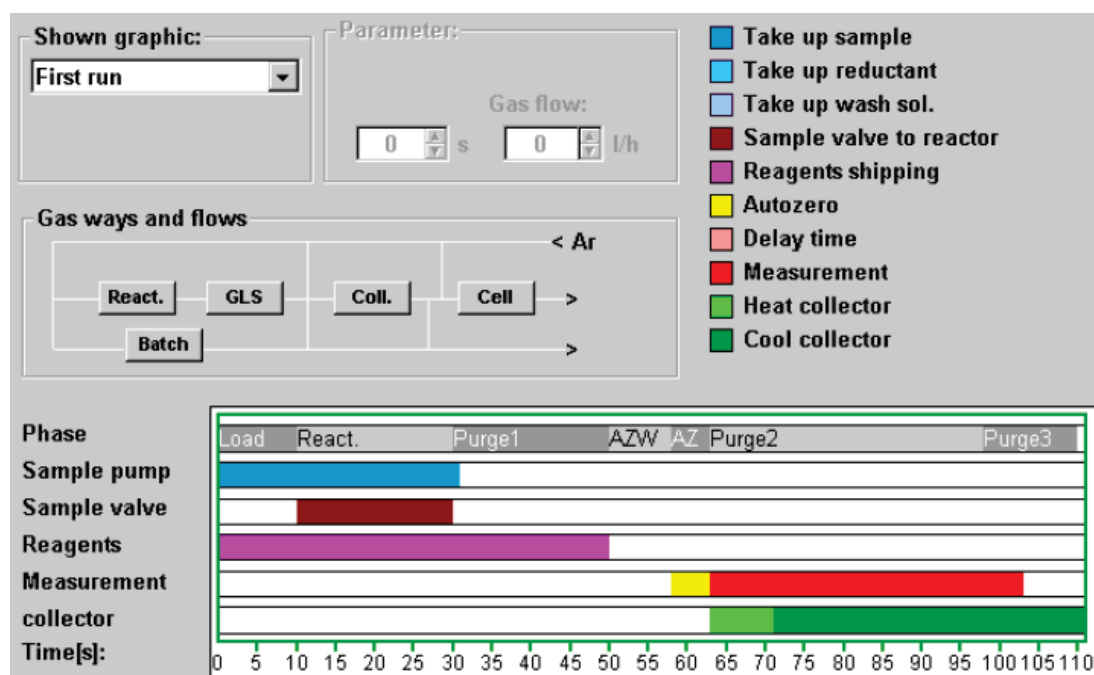 Shown graphic:
First run
Parameter:
Gas flow:
0 s 0 l/h
Take up sample
Take up reductant
Take up wash sol.
Sample valve to reactor
Reagents shipping
Autozero
Delay time
Measurement
Heat collector
Cool collector
Gas ways and flows
< Ar
React. GLS Coll. Cell >
Batch >
Phase Load React. Purge1 AZW AZ Purge2 Purge3
Sample pump
Sample valve
Reagents
Measurement
collector
Time[s]: 0 5 10 15 20 25 30 35 40 45 50 55 60 65 70 75 80 85 90 95 100 105 110